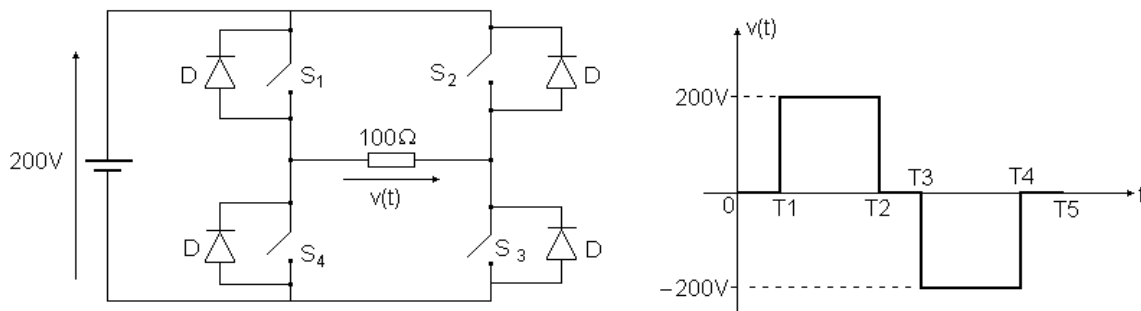 D
S1
S2
D
200V
100Ω
v(t)
D
S4
S3
D
v(t)
200V
0
T1
T2
T3
T4
T5
t
−200V